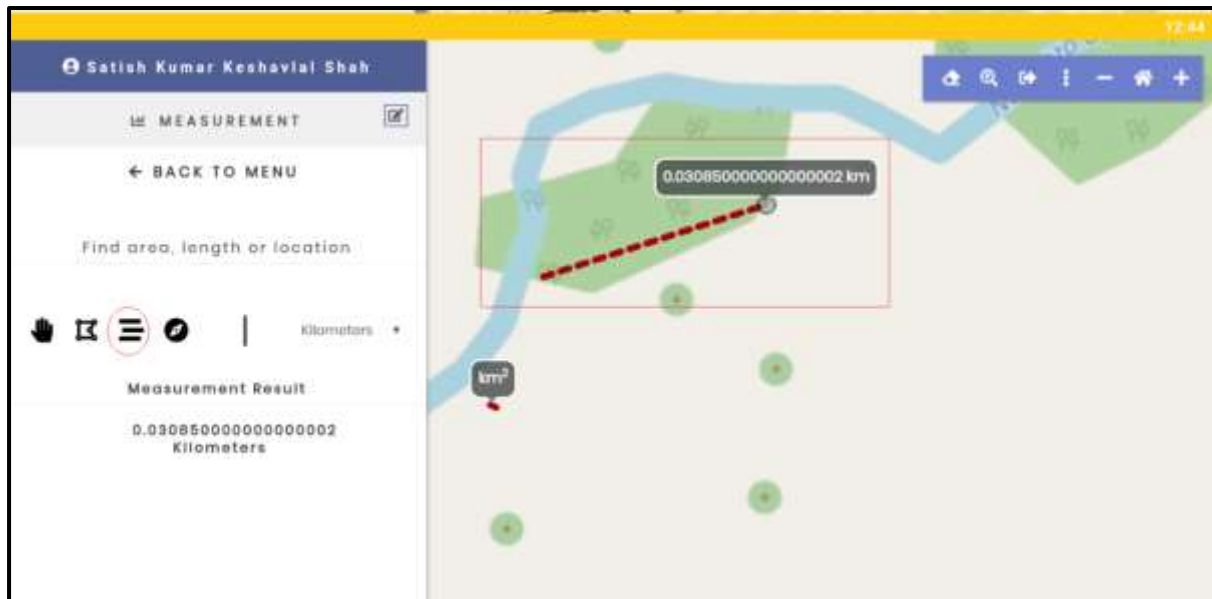 12:44
Satish Kumar Keshavlal Shah
MEASUREMENT
BACK TO MENU
Find area, length or location
Kilometers
Measurement Result
0.030850000000000002
Kilometers
0.030850000000000002 km
km²